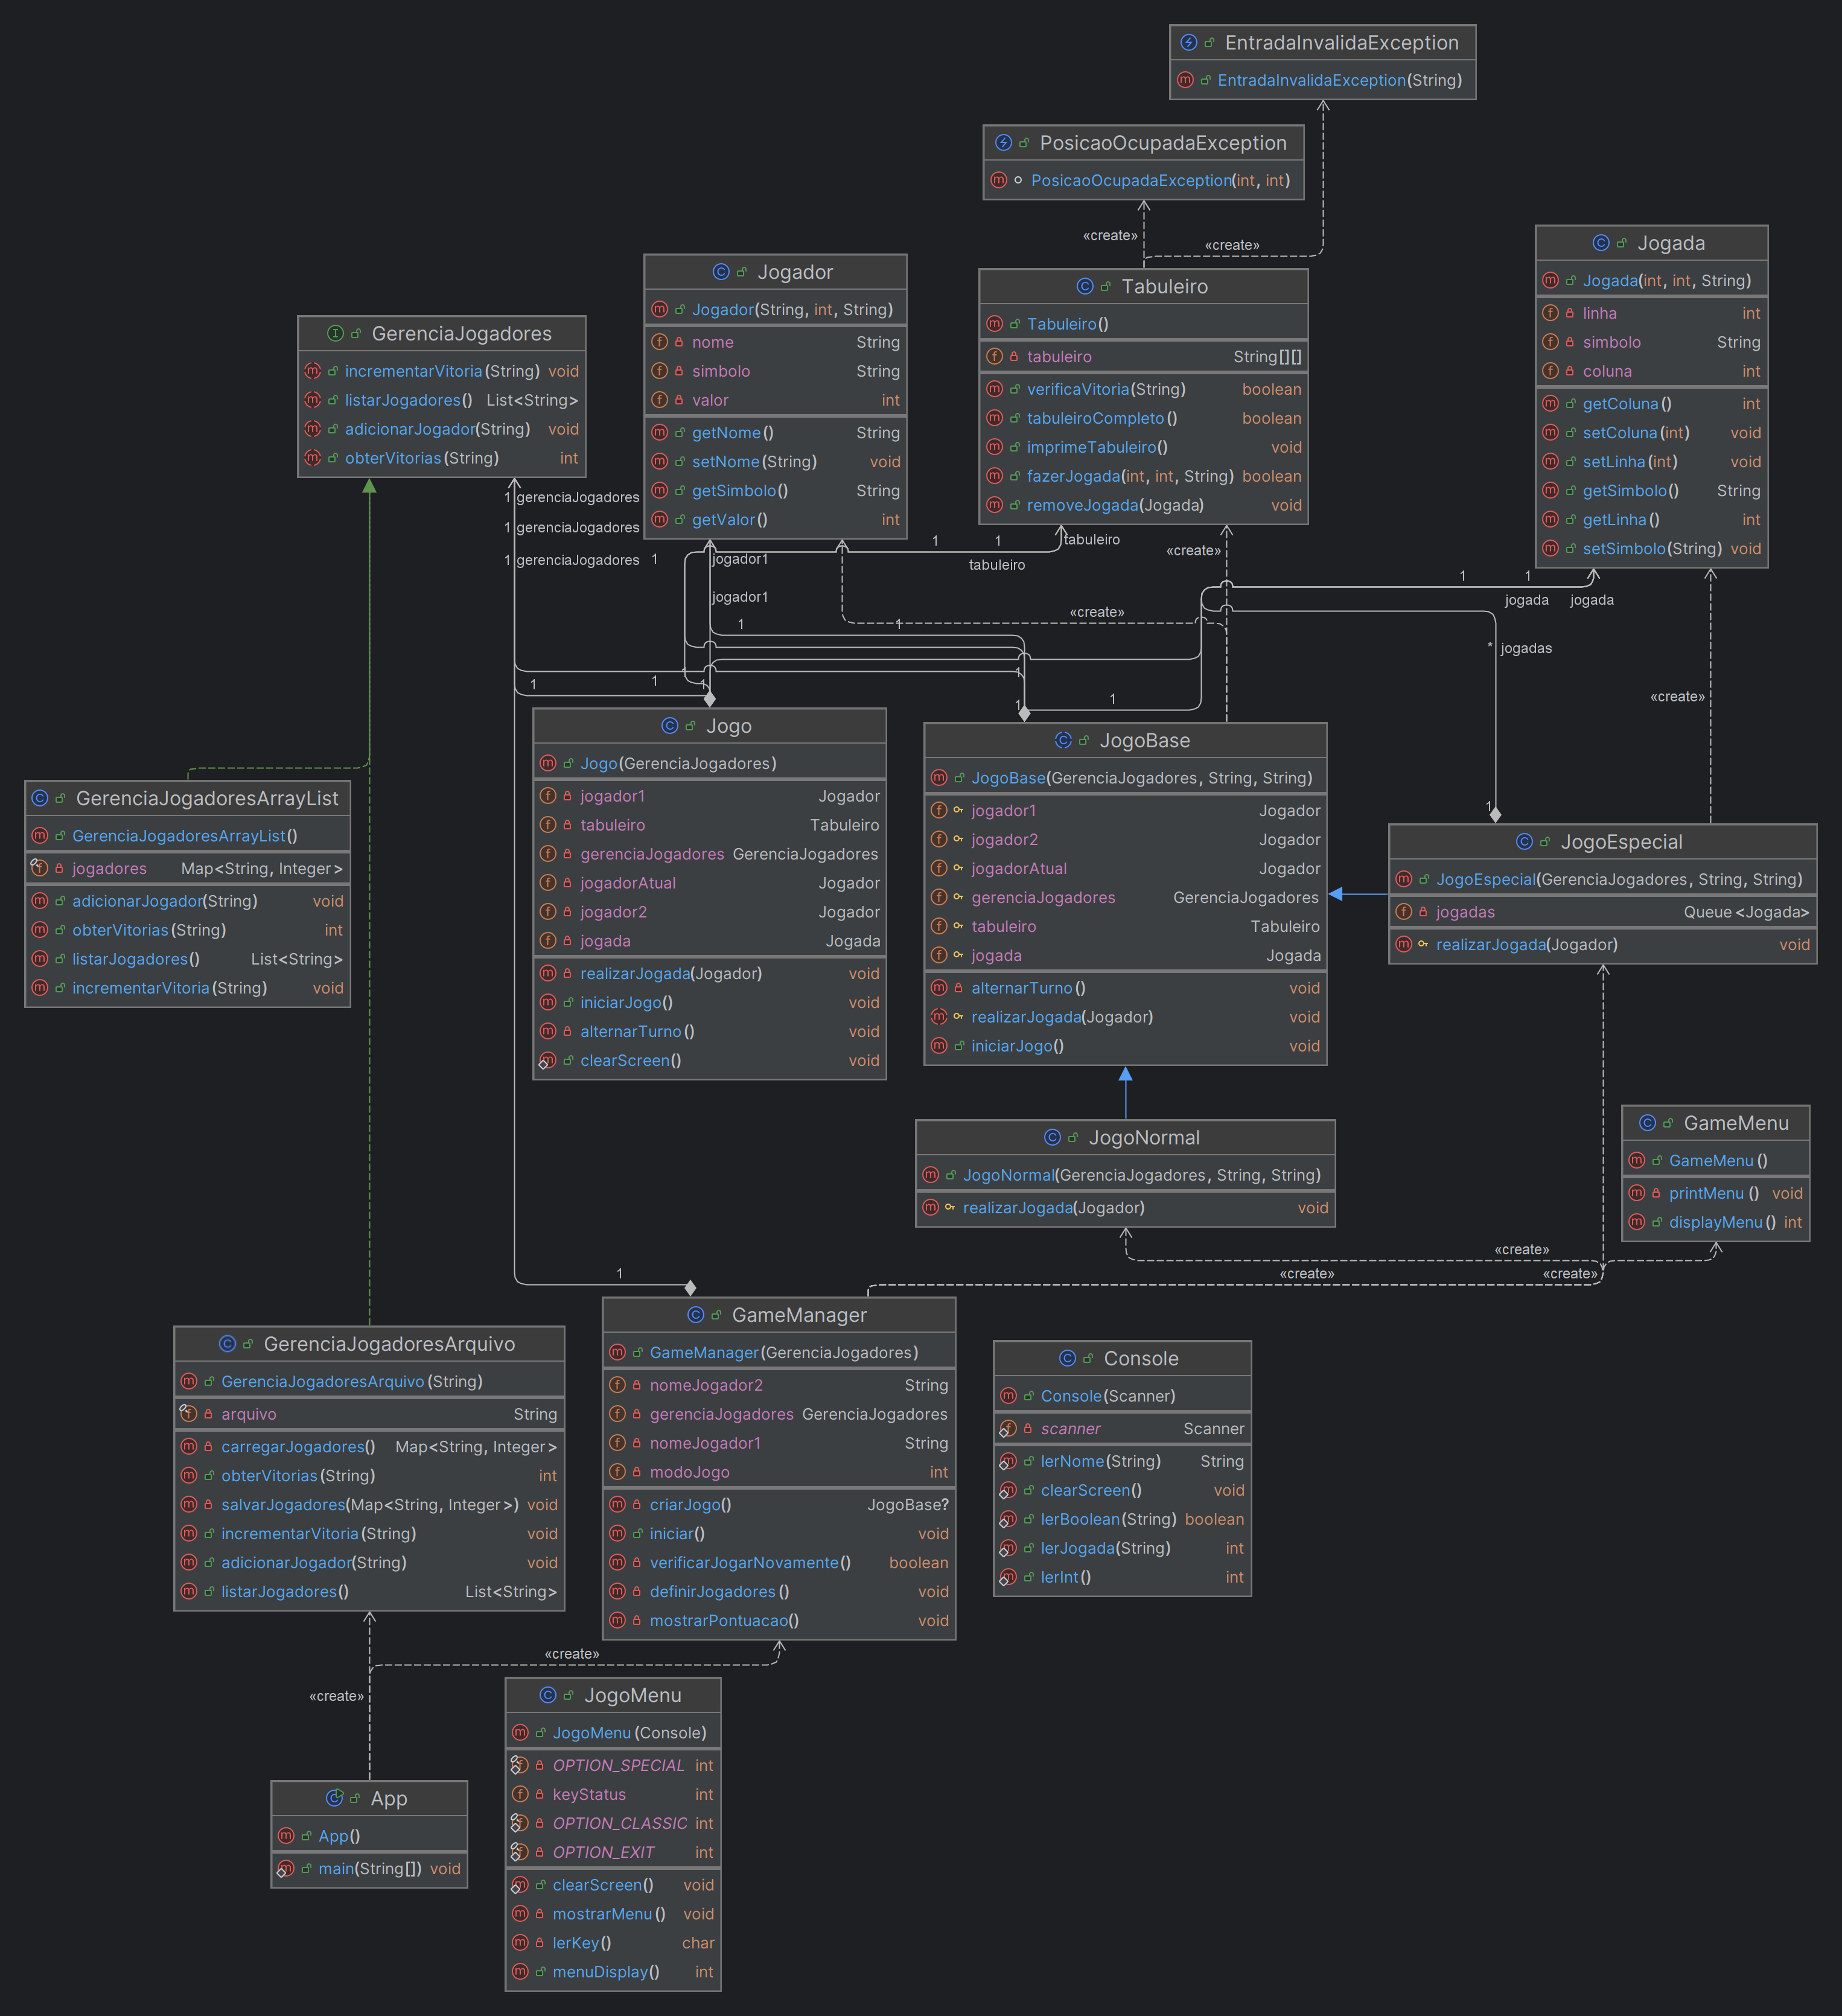 EntradaInvalidaException
EntradaInvalidaException(String)
PosicaoOcupadaException
PosicaoOcupadaException(int, int)
«create»
«create»
Jogada
Jogada(int, int, String)
linha int
simbolo String
coluna int
getColuna() int
setColuna(int) void
setLinha(int) void
getSimbolo() String
getLinha() int
setSimbolo(String) void
Jogador
Jogador(String, int, String)
nome String
simbolo String
valor int
getNome() String
setNome(String) void
getSimbolo() String
getValor() int
Tabuleiro
Tabuleiro()
tabuleiro String[][]
verificaVitoria(String) boolean
tabuleiroCompleto() boolean
imprimeTabuleiro() void
fazerJogada(int, int, String) boolean
removeJogada(Jogada) void
GerenciaJogadores
incrementarVitoria(String) void
listarJogadores() List<String>
adicionarJogador(String) void
obterVitorias(String) int
1 gerenciaJogadores
1 gerenciaJogadores
1 gerenciaJogadores
1
jogador1
1
1
tabuleiro
tabuleiro
«create»
1
1
jogada
jogada
jogador1
«create»
1
1
* jogadas
1
1
1
1
1
1
1
1
«create»
Jogo
Jogo(GerenciaJogadores)
jogador1 Jogador
tabuleiro Tabuleiro
gerenciaJogadores GerenciaJogadores
jogadorAtual Jogador
jogador2 Jogador
jogada Jogada
realizarJogada(Jogador) void
iniciarJogo() void
alternarTurno() void
clearScreen() void
JogoBase
JogoBase(GerenciaJogadores, String, String)
jogador1 Jogador
jogador2 Jogador
jogadorAtual Jogador
gerenciaJogadores GerenciaJogadores
tabuleiro Tabuleiro
jogada Jogada
alternarTurno() void
realizarJogada(Jogador) void
iniciarJogo() void
1
JogoEspecial
JogoEspecial(GerenciaJogadores, String, String)
jogadas Queue<Jogada>
realizarJogada(Jogador) void
GerenciaJogadoresArrayList
GerenciaJogadoresArrayList()
jogadores Map<String, Integer>
adicionarJogador(String) void
obterVitorias(String) int
listarJogadores() List<String>
incrementarVitoria(String) void
JogoNormal
JogoNormal(GerenciaJogadores, String, String)
realizarJogada(Jogador) void
GameMenu
GameMenu()
printMenu() void
displayMenu() int
«create»
«create»
«create»
1
GameManager
GameManager(GerenciaJogadores)
nomeJogador2 String
gerenciaJogadores GerenciaJogadores
nomeJogador1 String
modoJogo int
criarJogo() JogoBase?
iniciar() void
verificarJogarNovamente() boolean
definirJogadores() void
mostrarPontuacao() void
GerenciaJogadoresArquivo
GerenciaJogadoresArquivo(String)
arquivo String
carregarJogadores() Map<String, Integer>
obterVitorias(String) int
salvarJogadores(Map<String, Integer>) void
incrementarVitoria(String) void
adicionarJogador(String) void
listarJogadores() List<String>
Console
Console(Scanner)
scanner Scanner
lerNome(String) String
clearScreen() void
lerBoolean(String) boolean
lerJogada(String) int
lerInt() int
«create»
«create»
JogoMenu
JogoMenu(Console)
OPTION_SPECIAL int
keyStatus int
OPTION_CLASSIC int
OPTION_EXIT int
clearScreen() void
mostrarMenu() void
lerKey() char
menuDisplay() int
App
App()
main(String[]) void